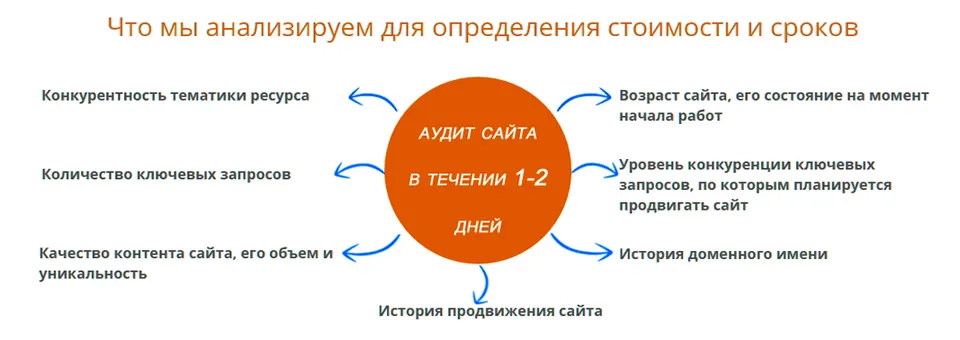 Что мы анализируем для определения стоимости и сроков
Конкурентность тематики ресурса
Количество ключевых запросов
Качество контента сайта, его объем и
уникальность
АУДИТ САЙТА
В ТЕЧЕНИИ 1-2
ДНЕЙ
Возраст сайта, его состояние на момент
начала работ
Уровень конкуренции ключевых
запросов, по которым планируется
продвигать сайт
История доменного имени
История продвижения сайта